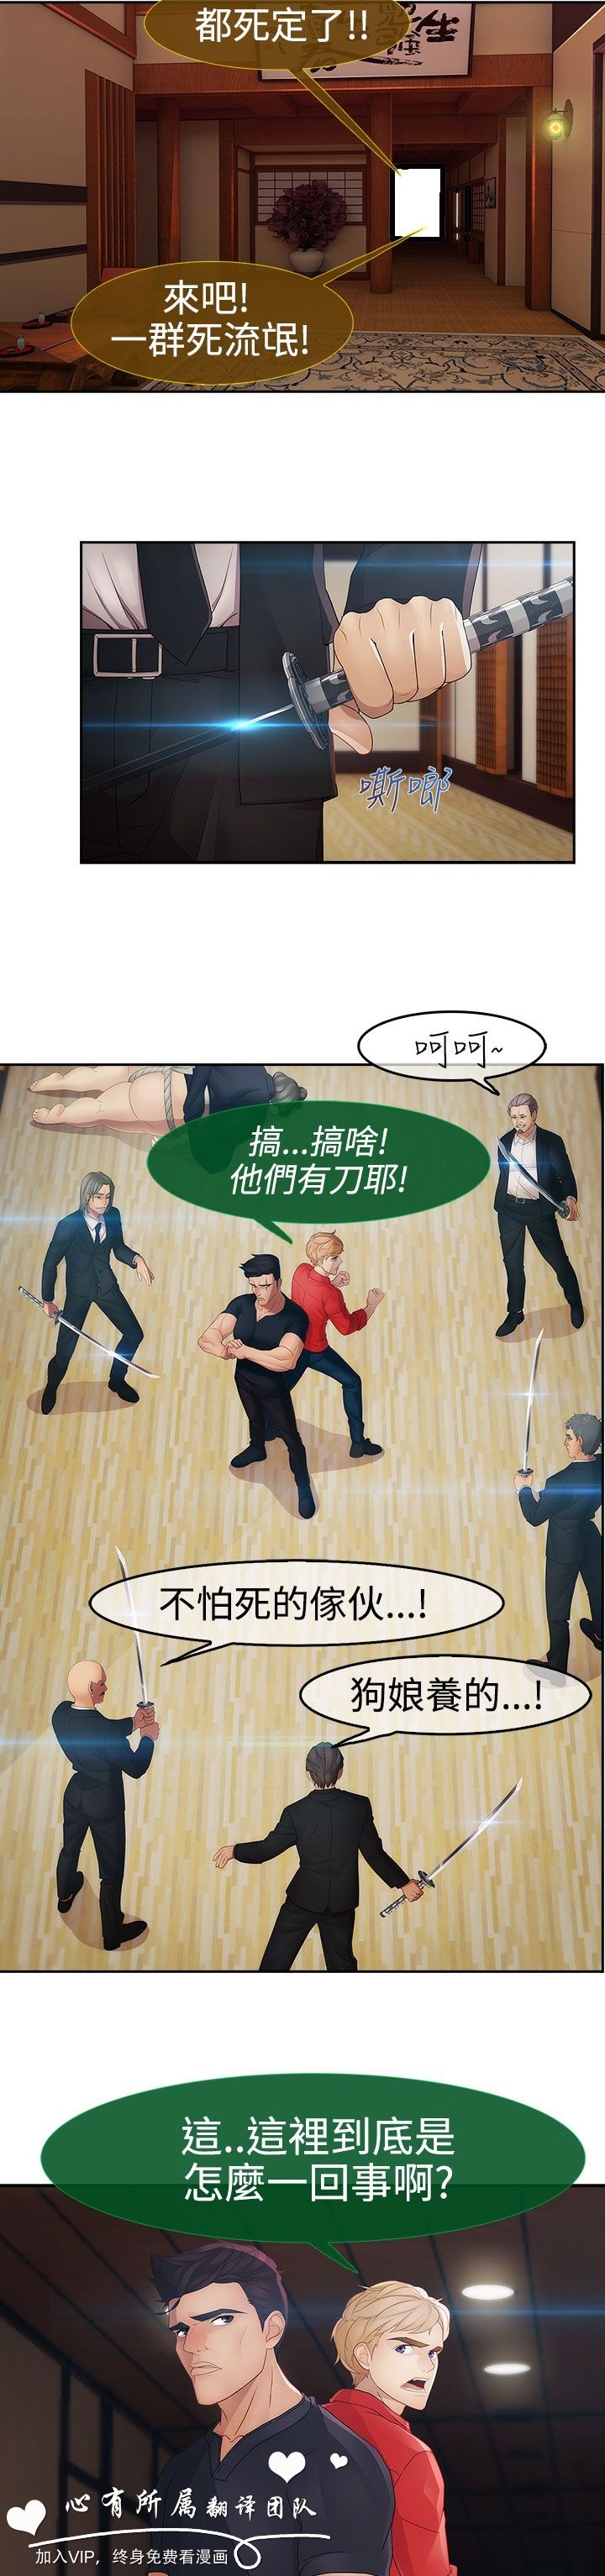 都死定了!!
來吧!
一群死流氓!
嘶啷
呵呵~
搞...搞啥!
他們有刀耶!
不怕死的傢伙...!
狗娘養的...!
這..這裡到底是
怎麼一回事啊?
心有所属翻译团队
加入VIP，终身免费看漫画